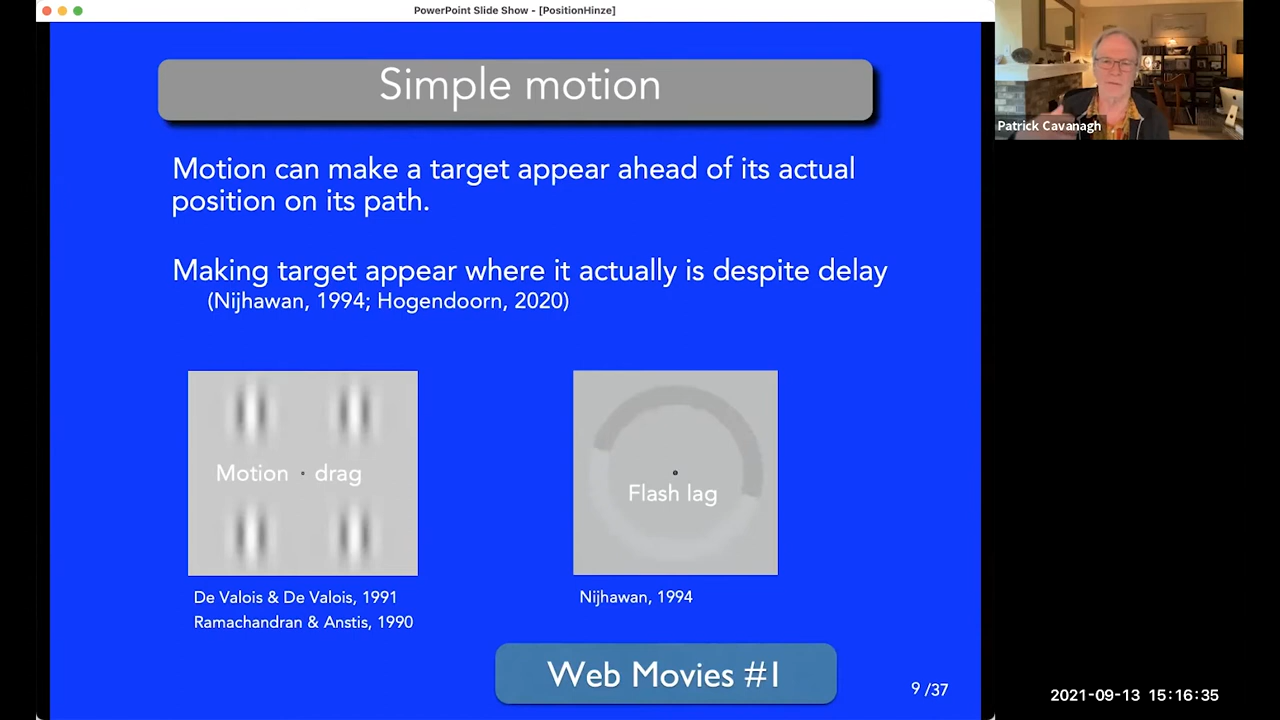 PowerPoint Slide Show - [PositionHinze]
Simple motion
Motion can make a target appear ahead of its actual
position on its path.
Making target appear where it actually is despite delay
(Nijhawan, 1994; Hogendoorn, 2020)
Motion drag
Flash lag
De Valois & De Valois, 1991
Ramachandran & Anstis, 1990
Nijhawan, 1994
Web Movies #1
9 /37
Patrick Cavanagh
2021-09-13 15:16:35